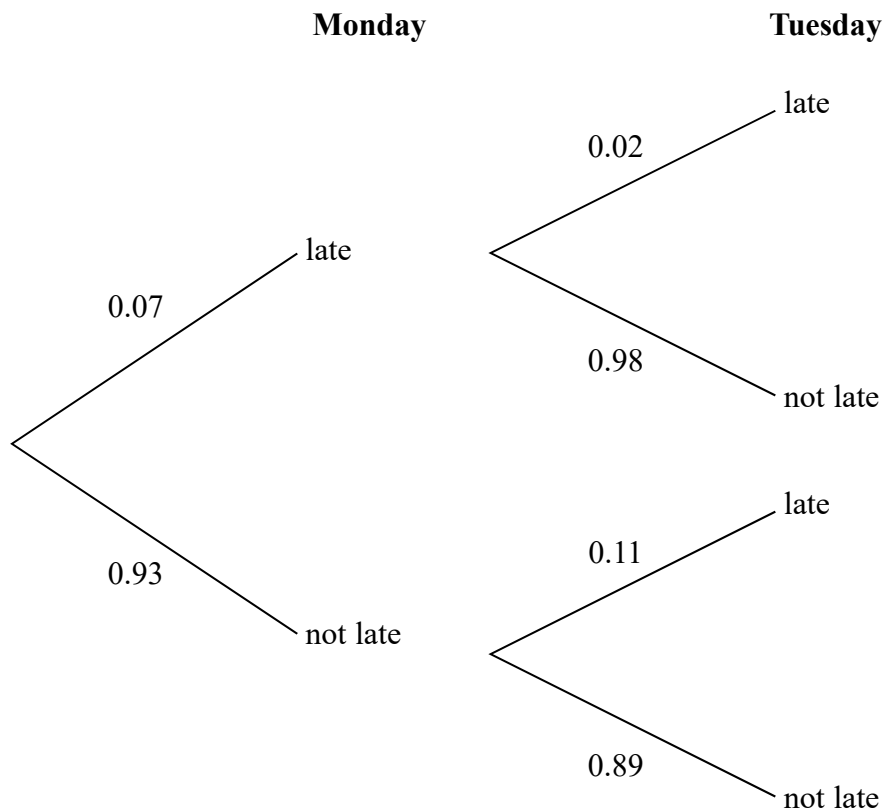 Monday Tuesday
late
0.02
late
0.07
0.98
not late
late
0.11
0.93
not late
0.89
not late